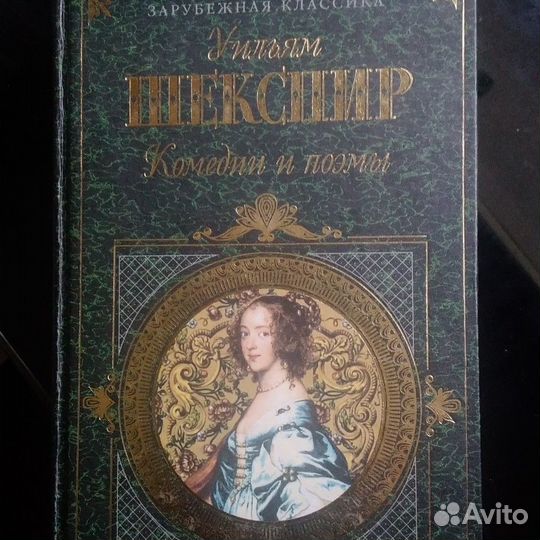 ЗАРУБЕЖНАЯ КЛАССИКА
Уильям
ШЕКСПИР
Комедии и поэмы
Avito